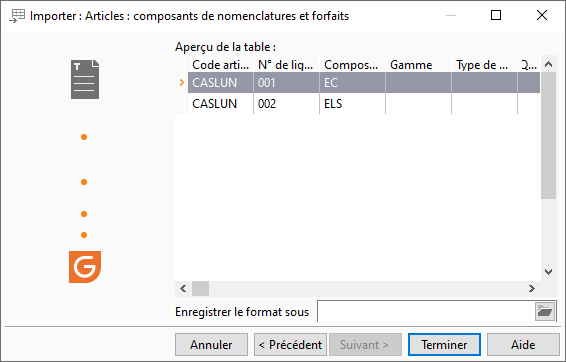 Importer : Articles : composants de nomenclatures et forfaits
Aperçu de la table :
Code arti... N° de lig... Compos... Gamme Type de ... Q...
CASLUN 001 EC
CASLUN 002 ELS
Enregistrer le format sous
Annuler < Précédent Suivant > Terminer Aide